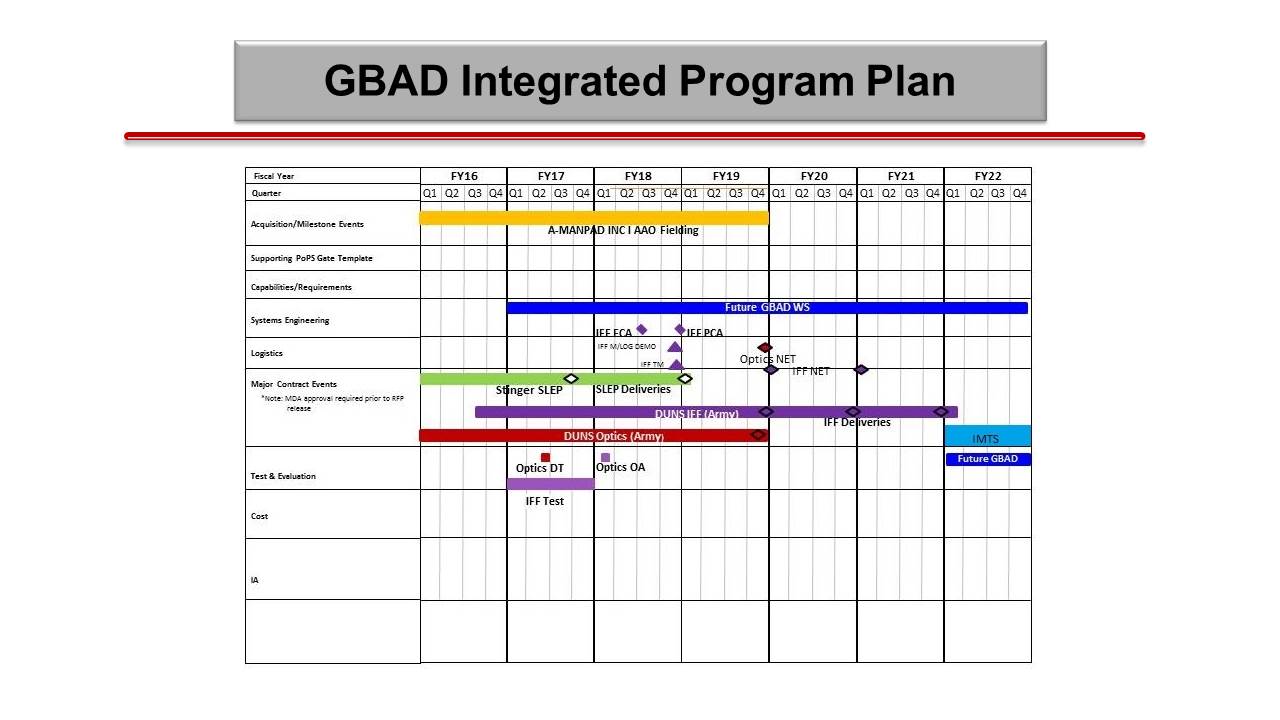 GBAD Integrated Program Plan
Fiscal Year FY16 FY17 FY18 FY19 FY20 FY21 FY22
Quarter Q1 Q2 Q3 Q4 Q1 Q2 Q3 Q4 Q1 Q2 Q3 Q4 Q1 Q2 Q3 Q4 Q1 Q2 Q3 Q4 Q1 Q2 Q3 Q4 Q1 Q2 Q3 Q4
Acquisition/Milestone Events
A-MANPAD INC I AAO Fielding
Supporting PoPS Gate Template
Capabilities/Requirements
Future GBAD WS
Systems Engineering
IFF FCA IFF PCA
IFF M/LOG DEMO
Logistics
Optics NET
IFF TM
IFF NET
Major Contract Events
Stinger SLEP SLEP Deliveries
*Note: MDA approval required prior to RFP
release
DUNS IFF (Army)
IFF Deliveries
DUNS Optics (Army)
IMTS
Future GBAD
Optics DT Optics OA
Test & Evaluation
IFF Test
Cost
IA